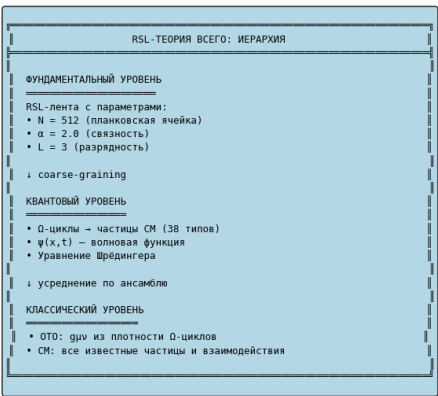 RSL-ТЕОРИЯ ВСЕГО: ИЕРАРХИЯ
ФУНДАМЕНТАЛЬНЫЙ УРОВЕНЬ
RSL-лента с параметрами:
• N = 512 (планковская ячейка)
• α = 2.0 (связность)
• L = 3 (разрядность)
↓ coarse-graining
КВАНТОВЫЙ УРОВЕНЬ
• Ω-циклы → частицы СМ (38 типов)
• ψ(x,t) — волновая функция
• Уравнение Шрёдингера
↓ усреднение по ансамблю
КЛАССИЧЕСКИЙ УРОВЕНЬ
• ОТО: gμν из плотности Ω-циклов
• СМ: все известные частицы и взаимодействия